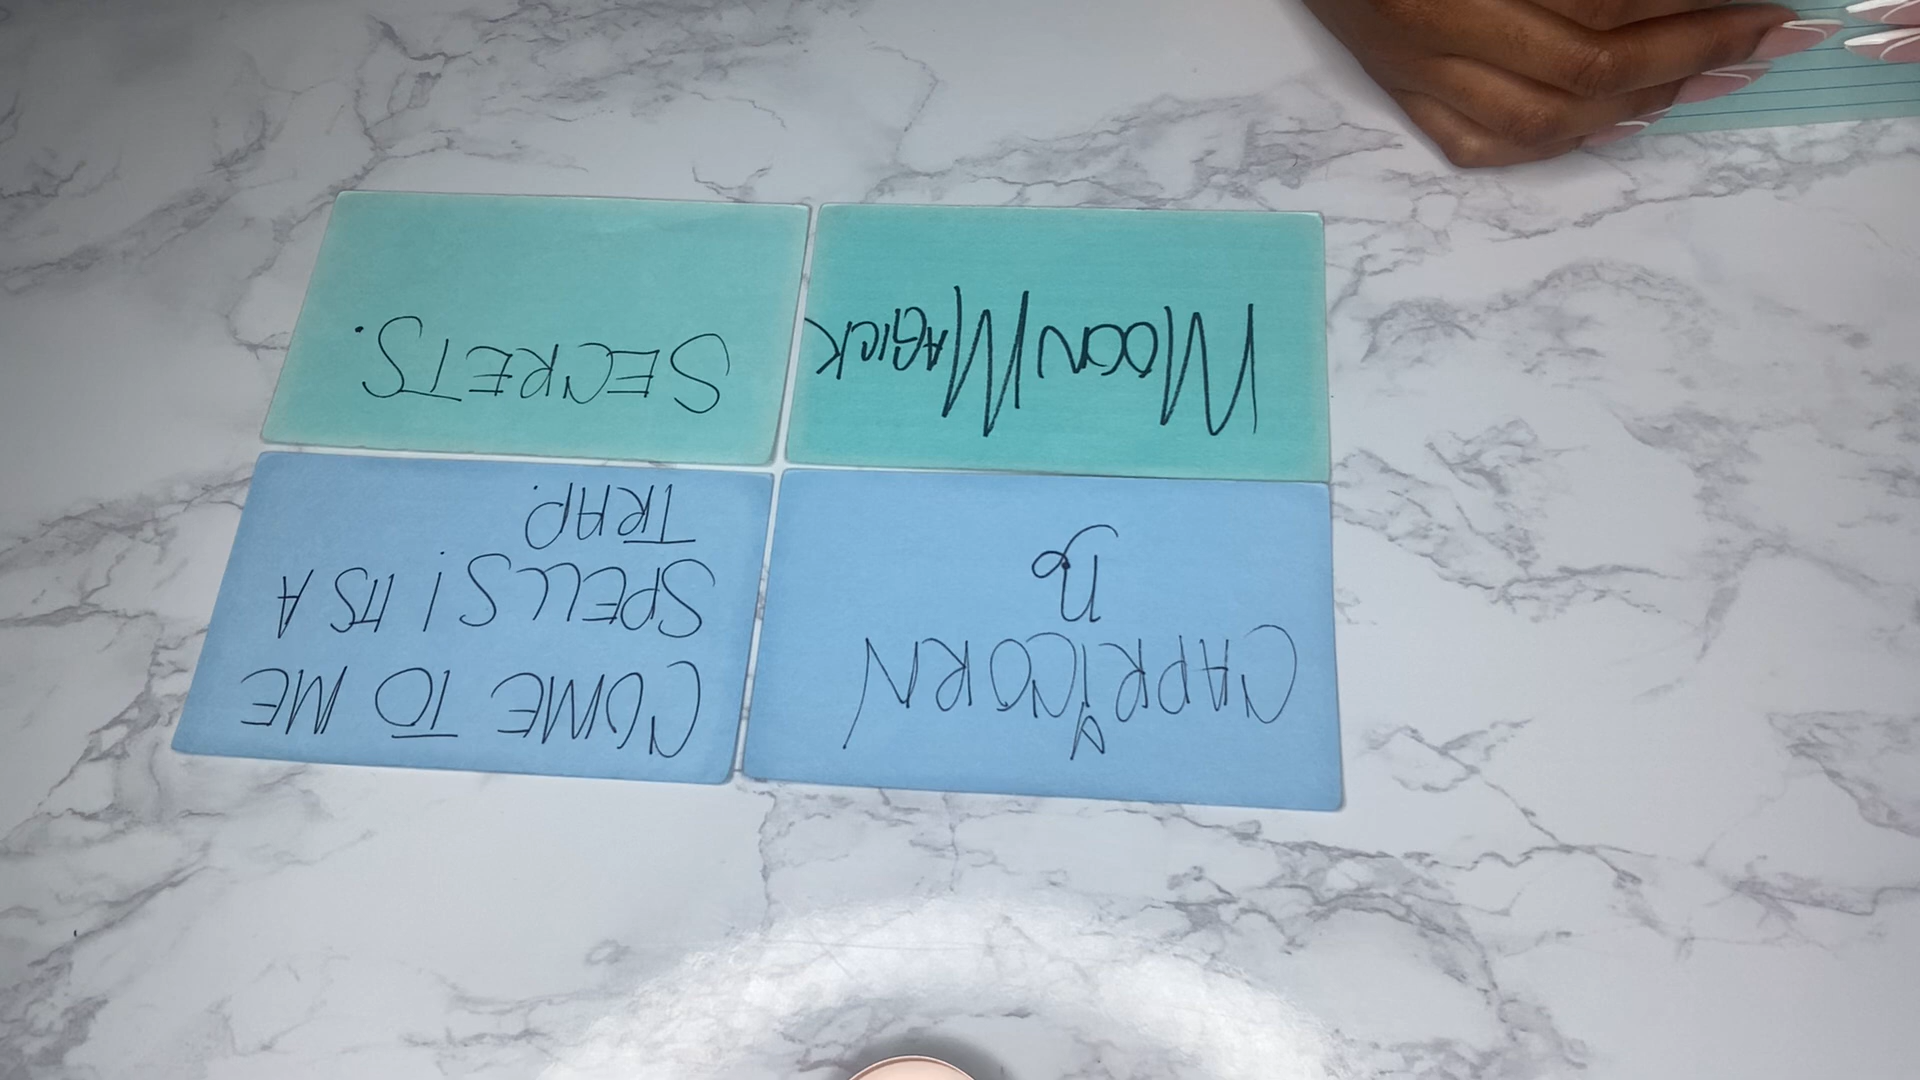 CAPRICORN
♑
COME TO ME
SPELLS! ITS A
TRAP.
MOON MAGICK
SECRETS.